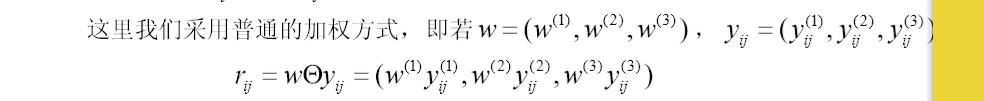 这里我们采用普通的加权方式，即若 w = (w^(1), w^(2), w^(3))， y_ij = (y_ij^(1), y_ij^(2), y_ij^(3))
r_ij = wΘy_ij = (w^(1) y_ij^(1), w^(2) y_ij^(2), w^(3) y_ij^(3))